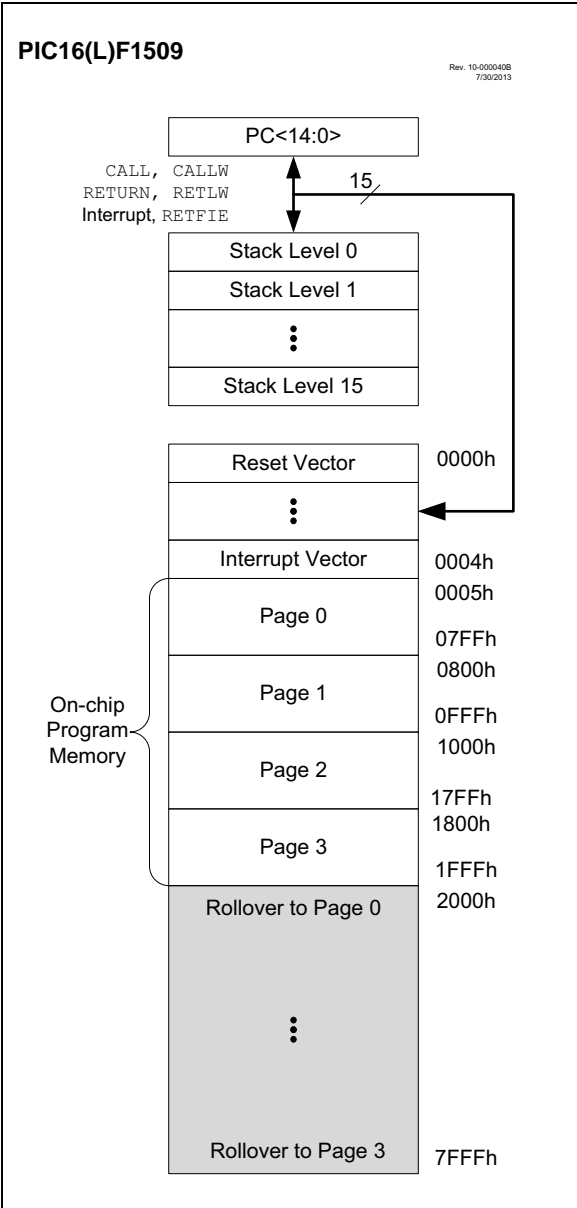 PIC16(L)F1509
Rev. 10-000040B
7/30/2013
PC<14:0>
CALL, CALLW
RETURN, RETLW
Interrupt, RETFIE
15
Stack Level 0
Stack Level 1
Stack Level 15
Reset Vector
0000h
Interrupt Vector
0004h
0005h
Page 0
07FFh
0800h
Page 1
0FFFh
On-chip
Program
Memory
1000h
Page 2
17FFh
1800h
Page 3
1FFFh
Rollover to Page 0
2000h
Rollover to Page 3
7FFFh